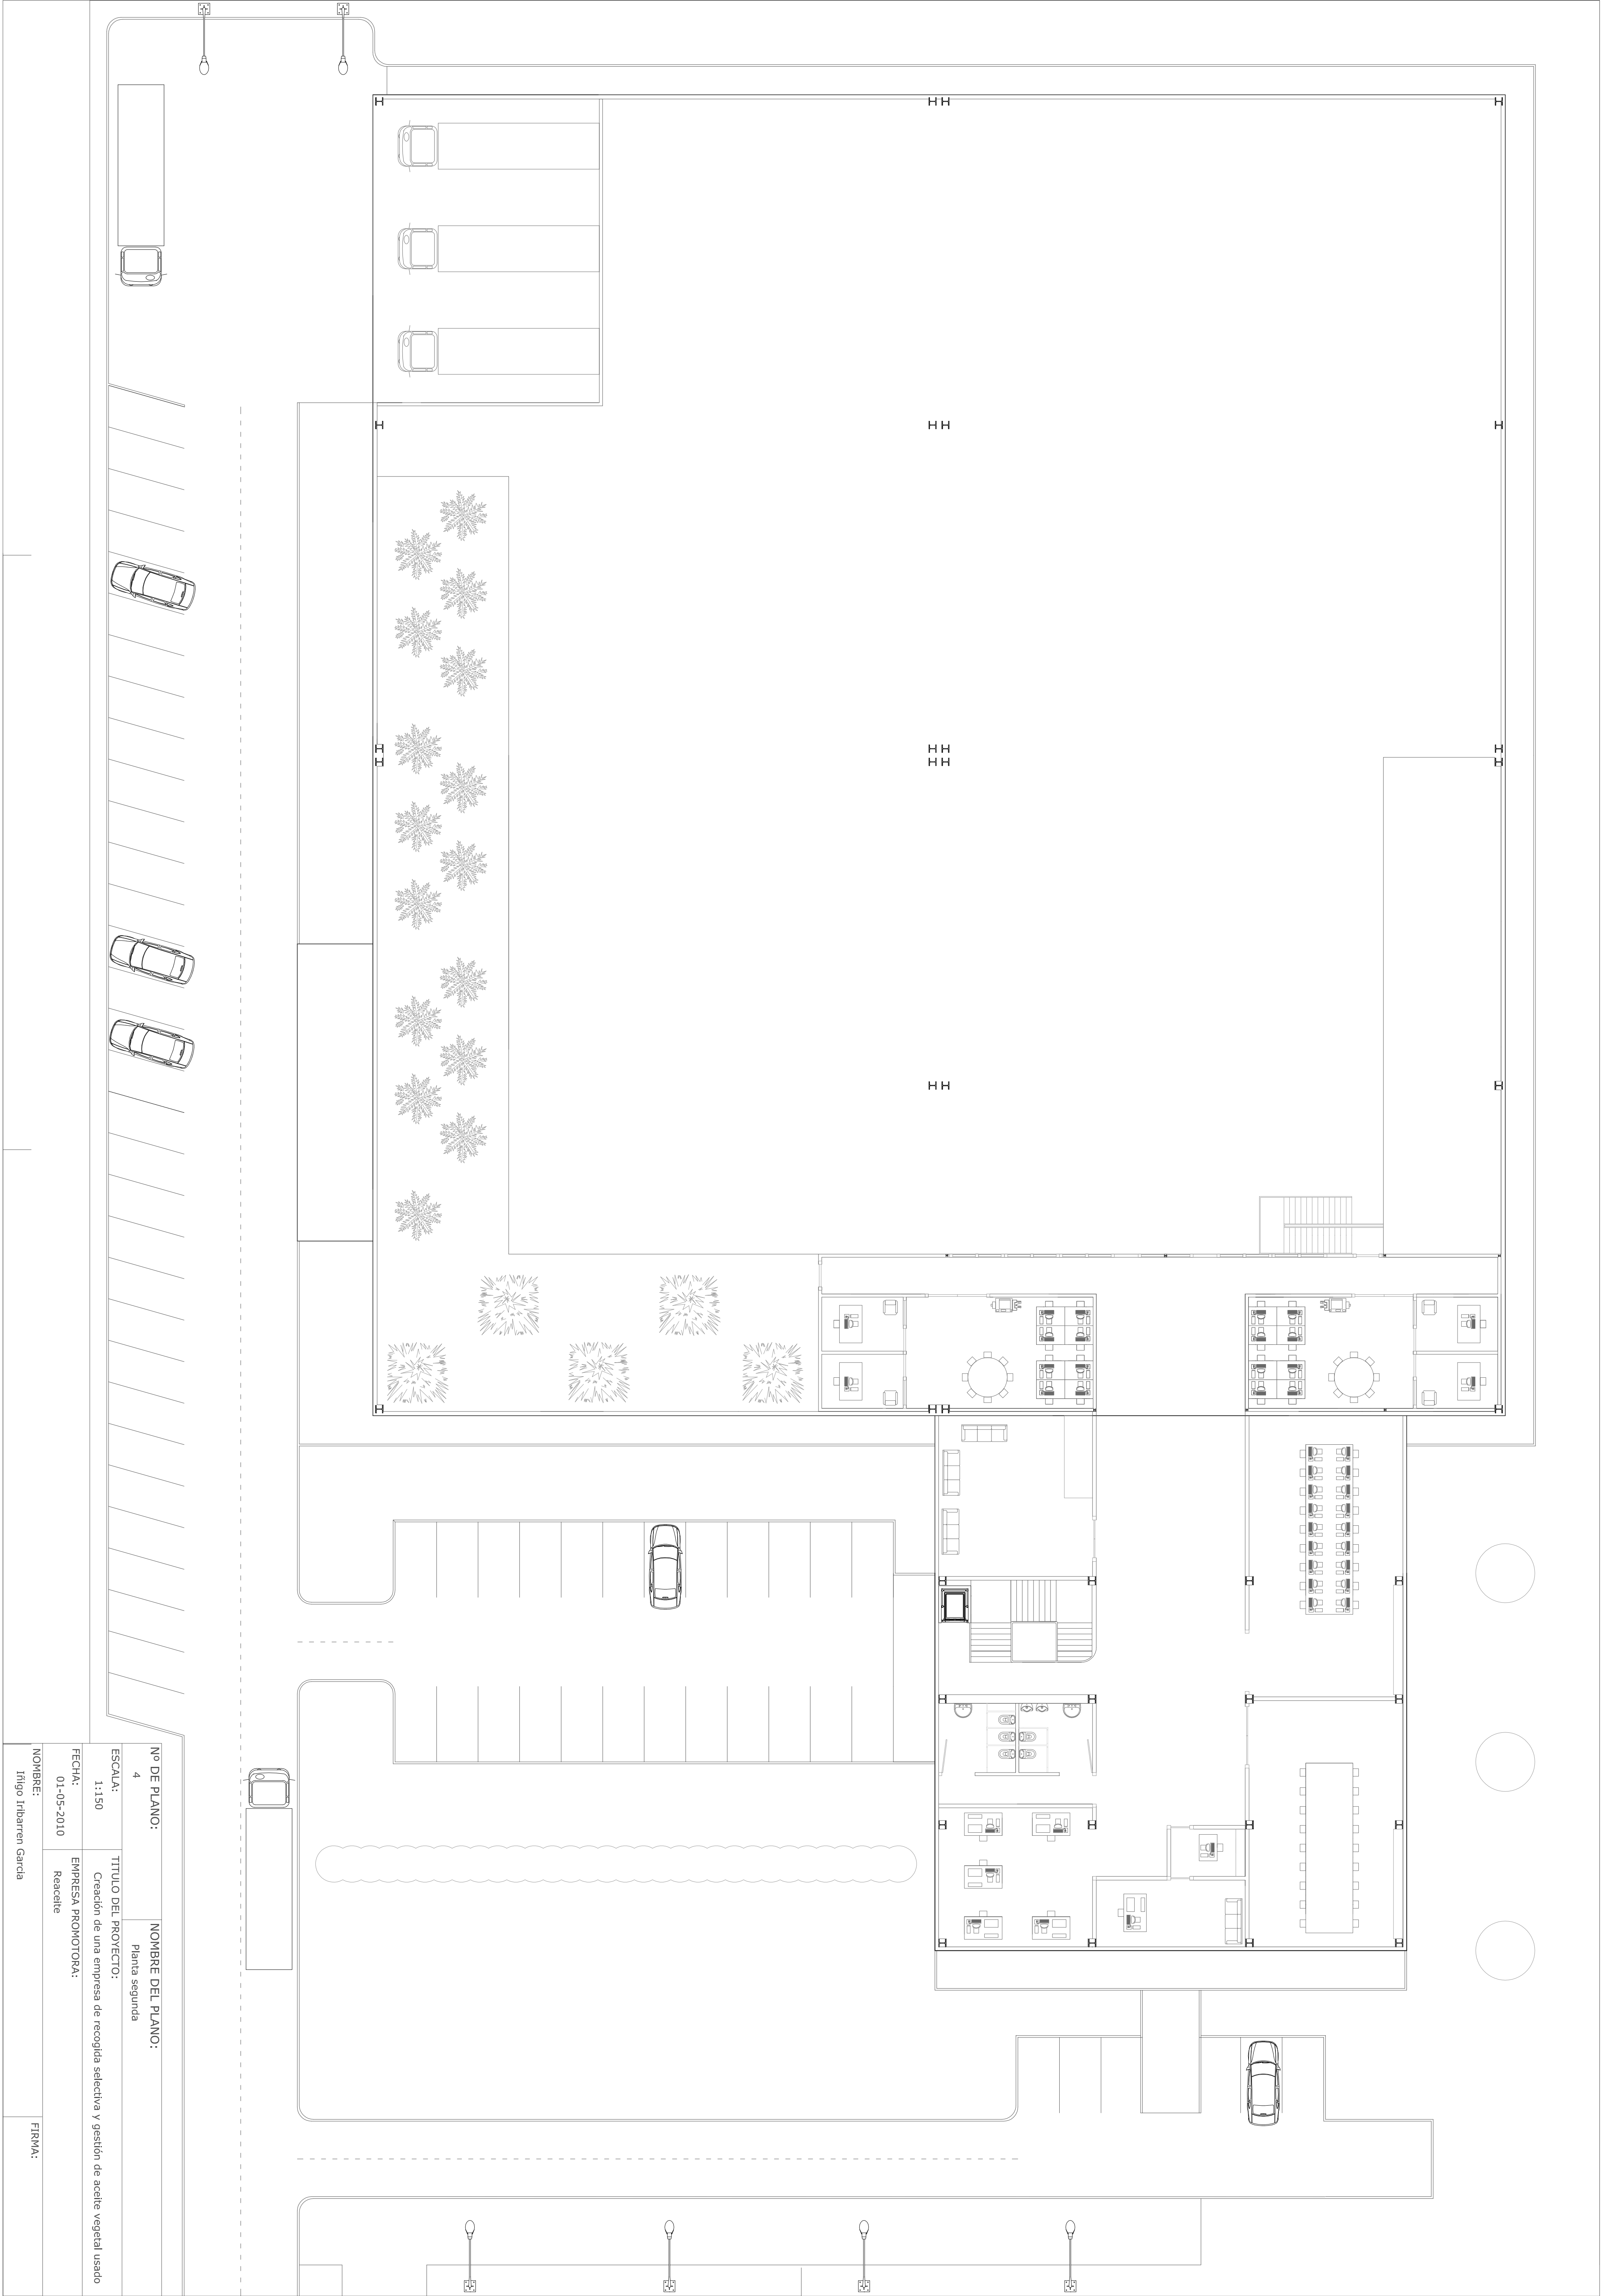 Nº DE PLANO:
4
NOMBRE DEL PLANO:
Planta segunda
ESCALA:
1:150
TITULO DEL PROYECTO:
Creación de una empresa de recogida selectiva y gestión de aceite vegetal usado
FECHA:
01-05-2010
EMPRESA PROMOTORA:
Reaceite
NOMBRE:
Iñigo Iribarren Garcia
FIRMA: